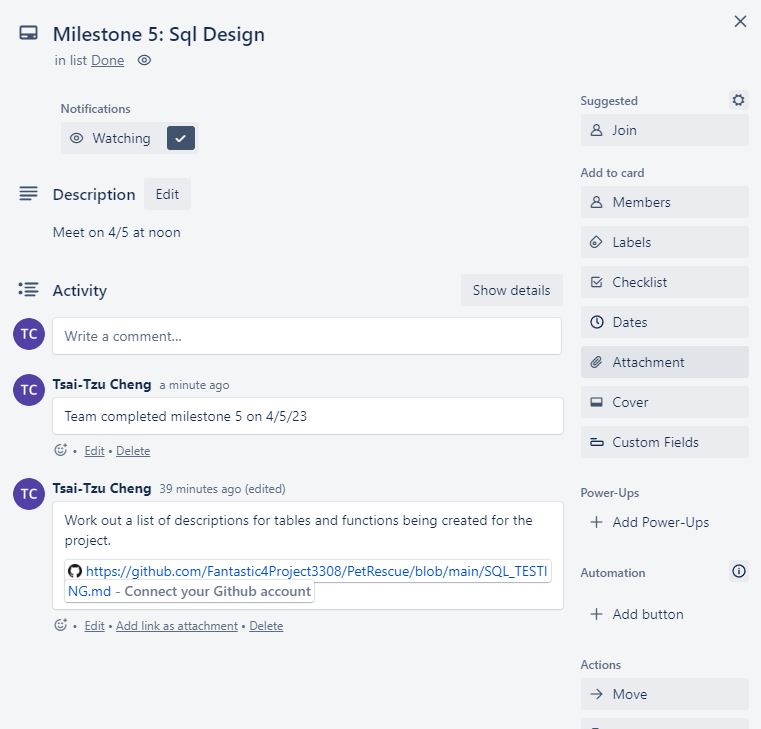 Milestone 5: Sql Design
in list Done
Notifications
Watching
Description Edit
Meet on 4/5 at noon
Activity Show details
TC Write a comment...
TC Tsai-Tzu Cheng a minute ago
Team completed milestone 5 on 4/5/23
• Edit • Delete
TC Tsai-Tzu Cheng 39 minutes ago (edited)
Work out a list of descriptions for tables and functions being created for the
project.
https://github.com/Fantastic4Project3308/PetRescue/blob/main/SQL_TESTI
NG.md - Connect your Github account
• Edit • Add link as attachment • Delete
Suggested
Join
Add to card
Members
Labels
Checklist
Dates
Attachment
Cover
Custom Fields
Power-Ups
+ Add Power-Ups
Automation
+ Add button
Actions
→ Move